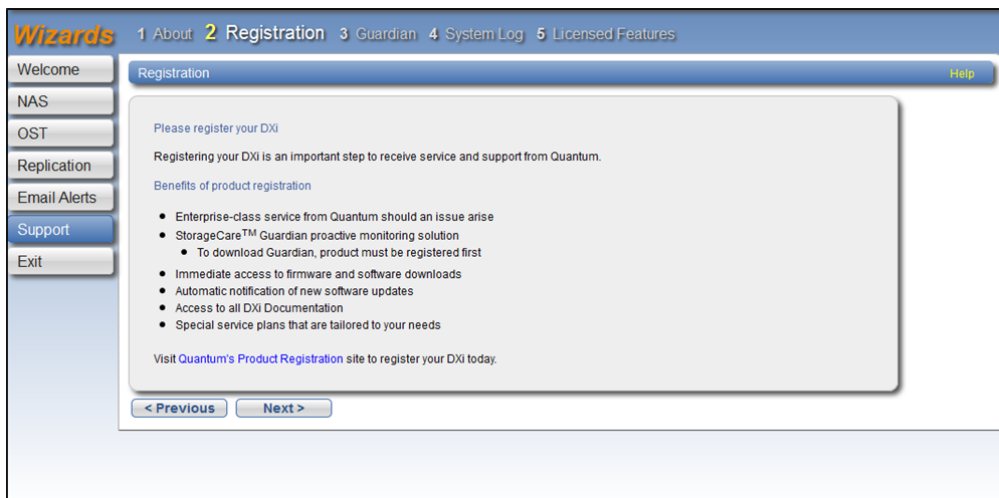 Wizards 1 About 2 Registration 3 Guardian 4 System Log 5 Licensed Features
Welcome
NAS
OST
Replication
Email Alerts
Support
Exit
Registration Help
Please register your DXi
Registering your DXi is an important step to receive service and support from Quantum.
Benefits of product registration
• Enterprise-class service from Quantum should an issue arise
• StorageCare™ Guardian proactive monitoring solution
• To download Guardian, product must be registered first
• Immediate access to firmware and software downloads
• Automatic notification of new software updates
• Access to all DXi Documentation
• Special service plans that are tailored to your needs
Visit Quantum's Product Registration site to register your DXi today.
< Previous Next >